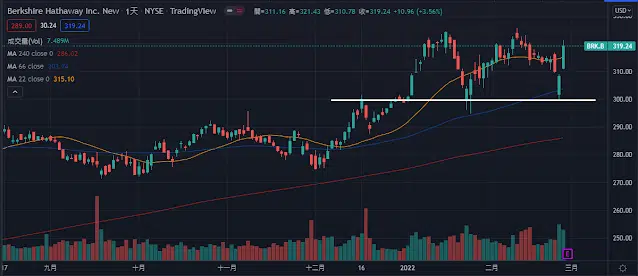 Berkshire Hathaway Inc. New · 1天 · NYSE · TradingView
開=311.16 高=321.43 低=310.78 收=319.24 +10.96 (+3.56%)
USD
289.00 30.24 319.24
成交量(Vol) 7.489M
MA 240 close 0 286.02
MA 66 close 0
MA 22 close 0 315.10
BRK.B 319.24
310.00
300.00
290.00
280.00
270.00
260.00
250.00
240.00
E
17 九月 十月 十一月 十二月 16 2022 二月 三月